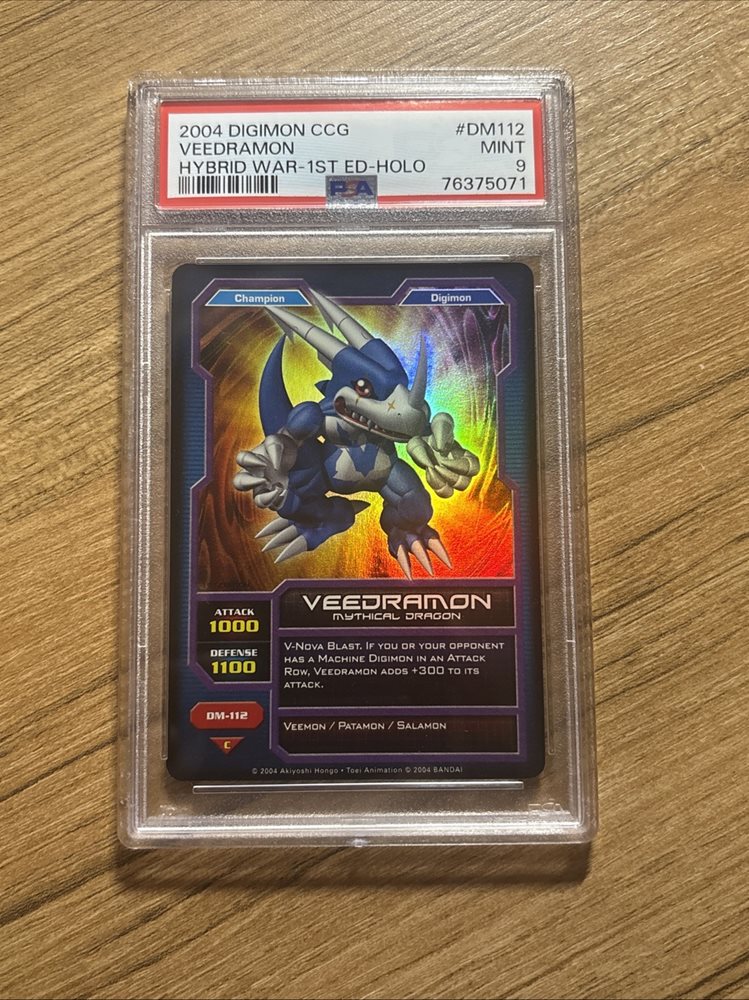 2004 DIGIMON CCG #DM112
VEEDRAMON MINT
HYBRID WAR-1ST ED-HOLO 9
PSA 76375071
Champion Digimon
VEEDRAMON
MYTHICAL DRAGON
ATTACK
1000
DEFENSE
1100
V-Nova Blast. If you or your opponent
has a Machine Digimon in an Attack
Row, Veedramon adds +300 to its
attack.
DM-112
C
Veemon / Patamon / Salamon
© 2004 Akiyoshi Hongo • Toei Animation © 2004 BANDAI